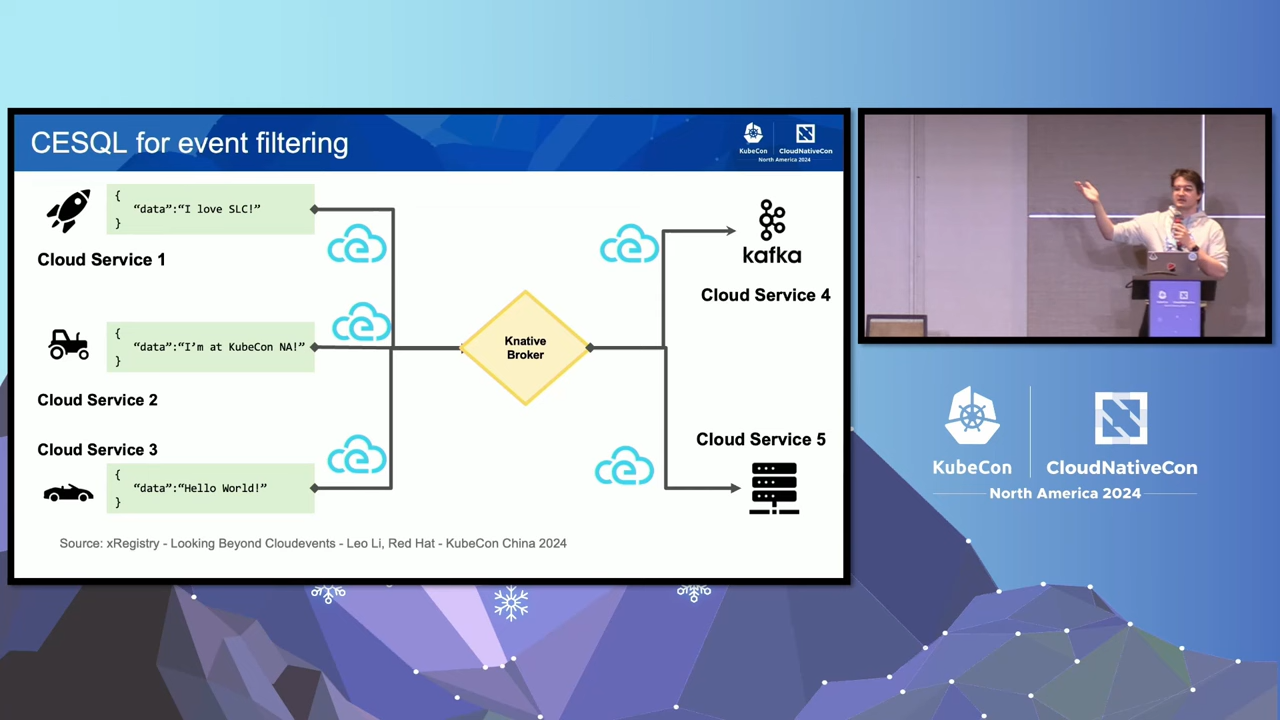 CESQL for event filtering
KubeCon
CloudNativeCon
North America 2024
{
"data":"I love SLC!"
}
Cloud Service 1
{
"data":"I'm at KubeCon NA!"
}
Cloud Service 2
Cloud Service 3
{
"data":"Hello World!"
}
Knative
Broker
kafka
Cloud Service 4
Cloud Service 5
Source: xRegistry - Looking Beyond Cloudevents - Leo Li, Red Hat - KubeCon China 2024
KubeCon
CloudNativeCon
North America 2024